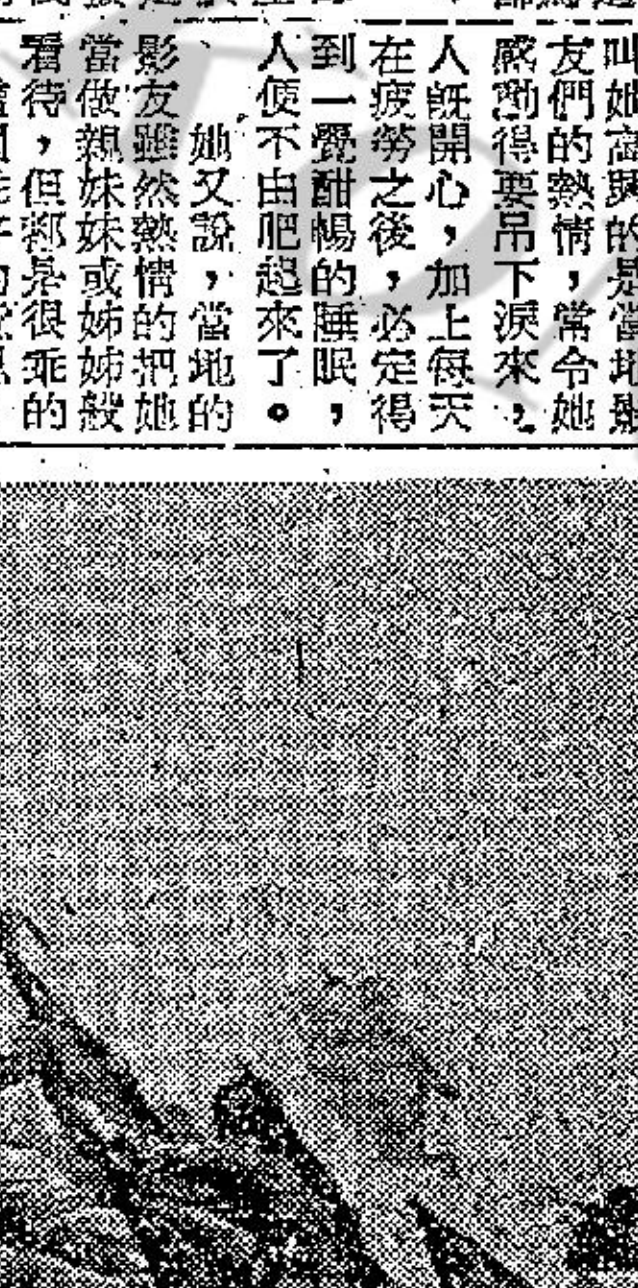 叫她高興的是當地影
友們的熱情，常令她
感動得要吊下淚來，
人既開心，加上每天
在疲勞之後，必定得
到一覺酣暢的睡眠，
人便不由肥起來了。
她又說，當地的
影友雖然熱情的把她
當做親妹妹或姊姊般
看待，但都是很乖的